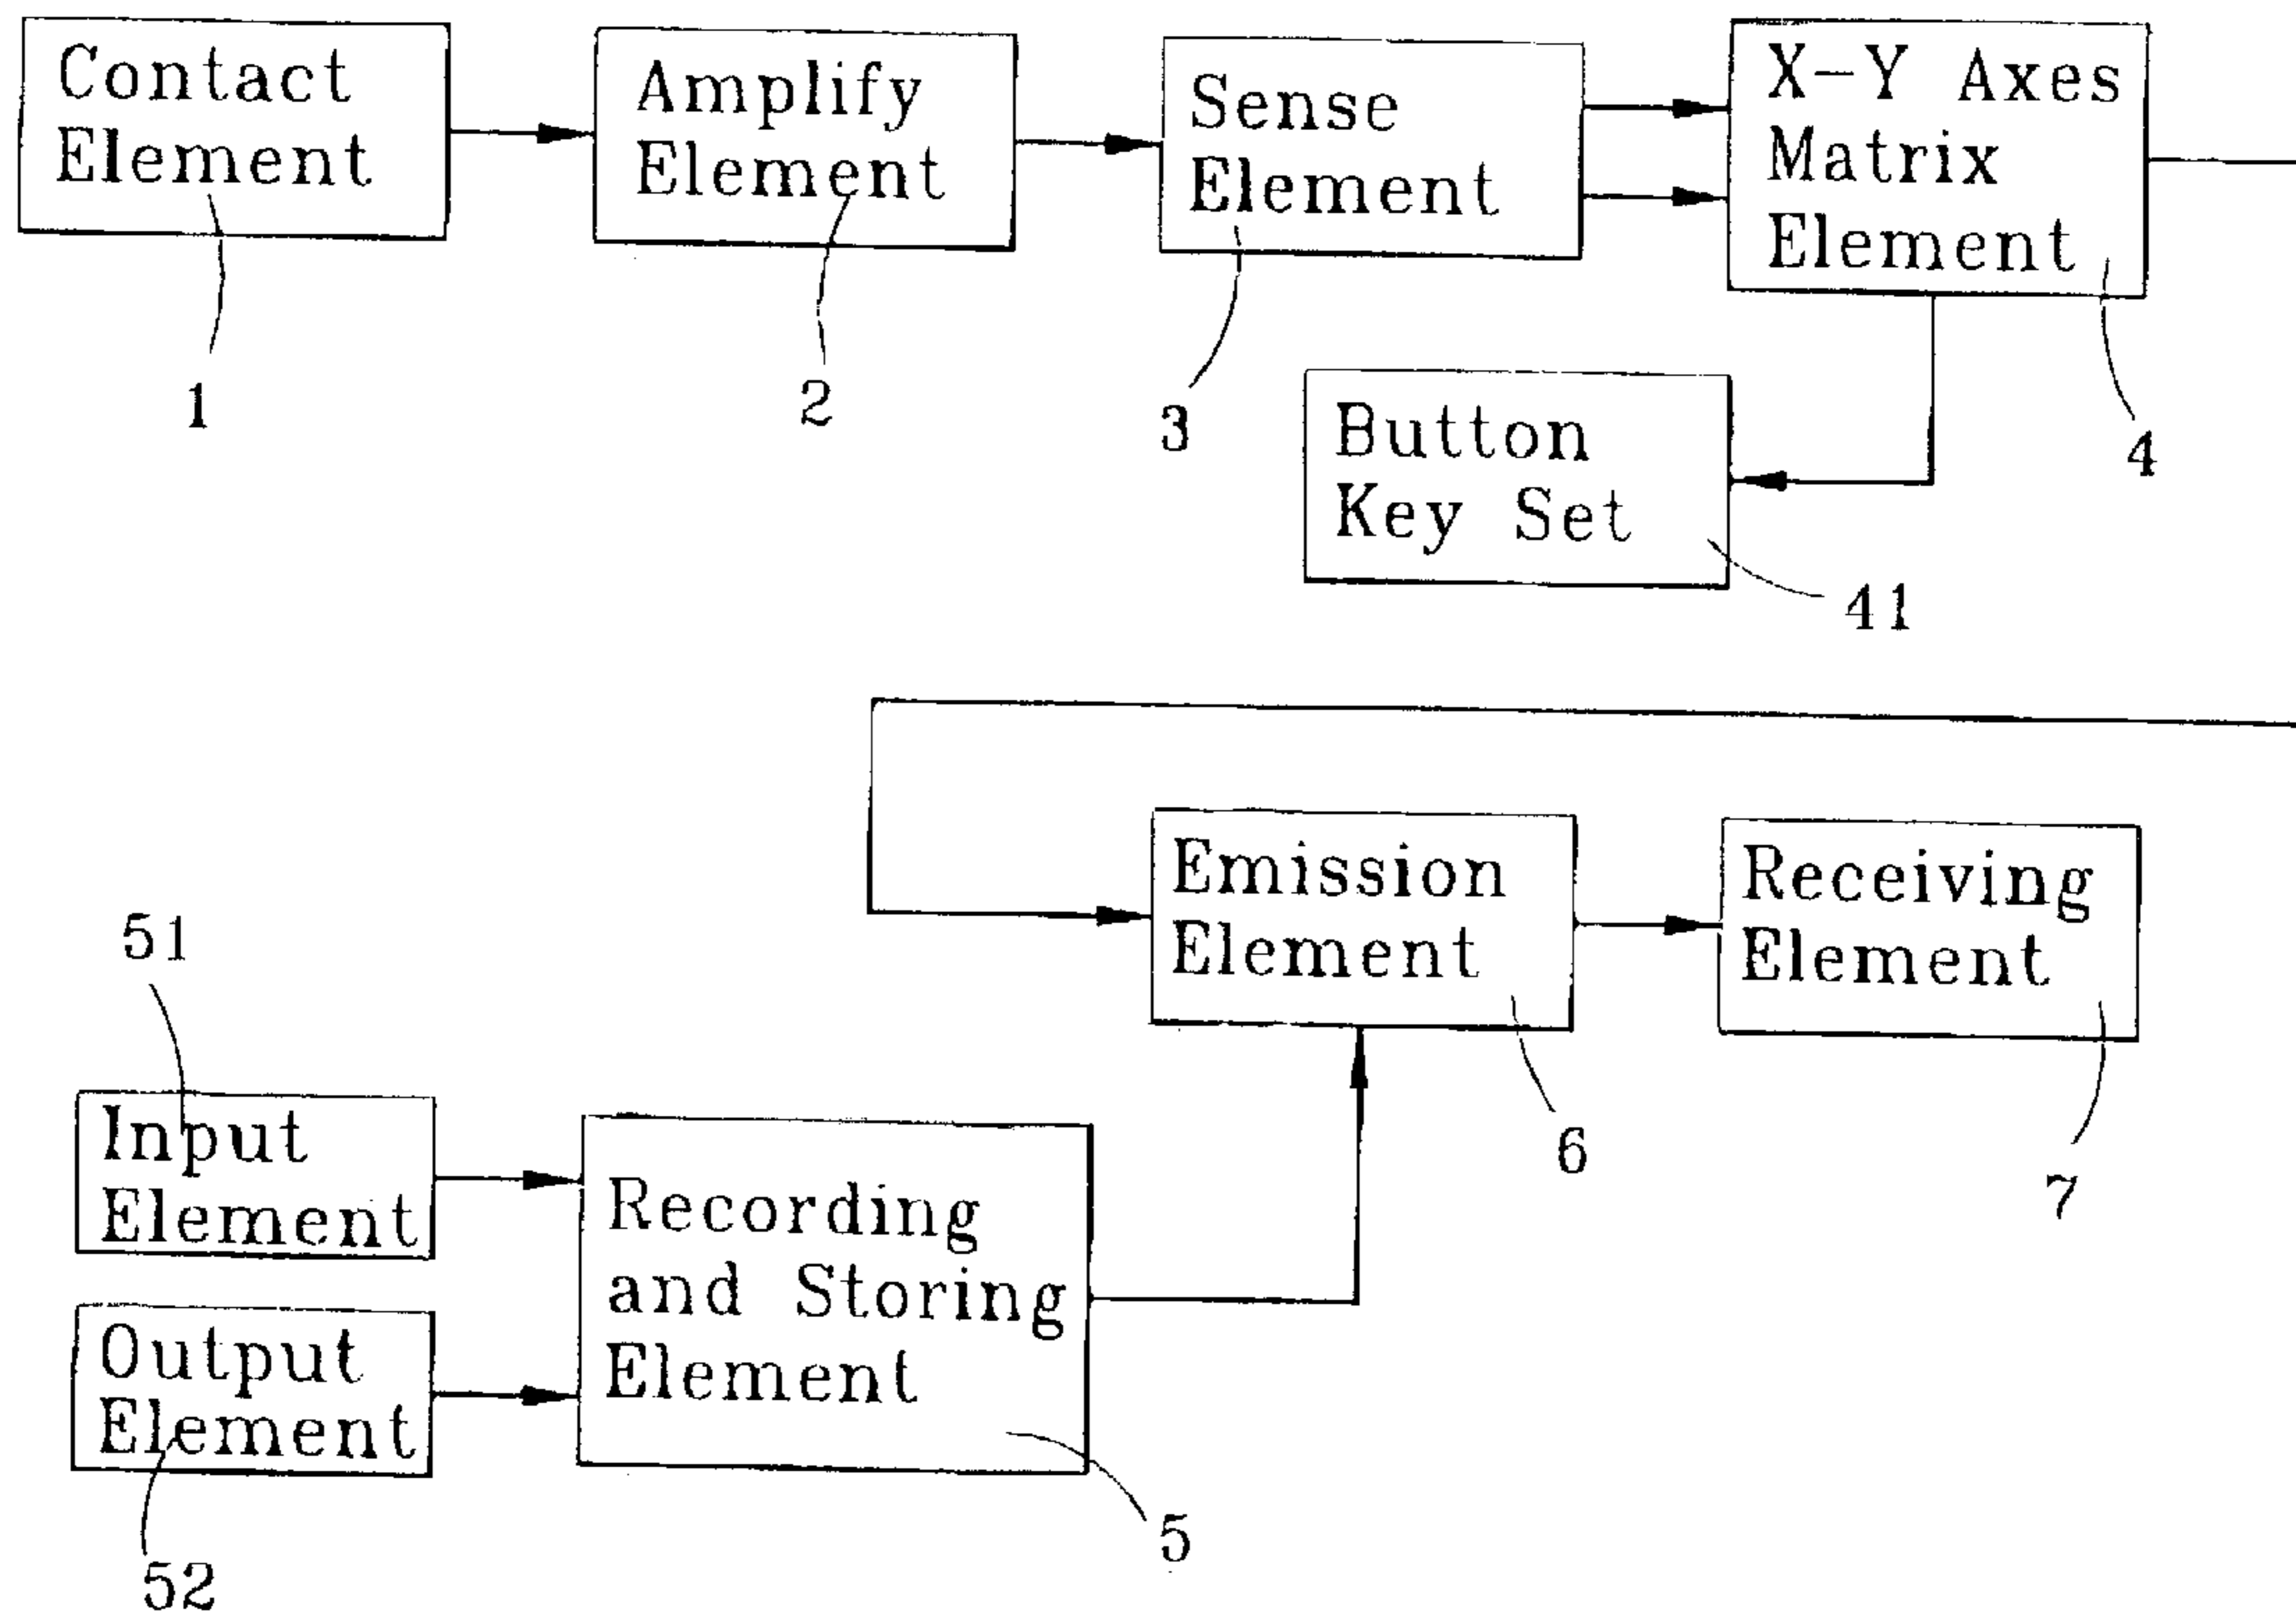 Contact
Element
1
Amplify
Element
2
Sense
Element
3
X-Y Axes
Matrix
Element
4
Button
Key Set
41
Emission
Element
6
Receiving
Element
7
51
Input
Element
Output
Element
52
Recording
and Storing
Element
5